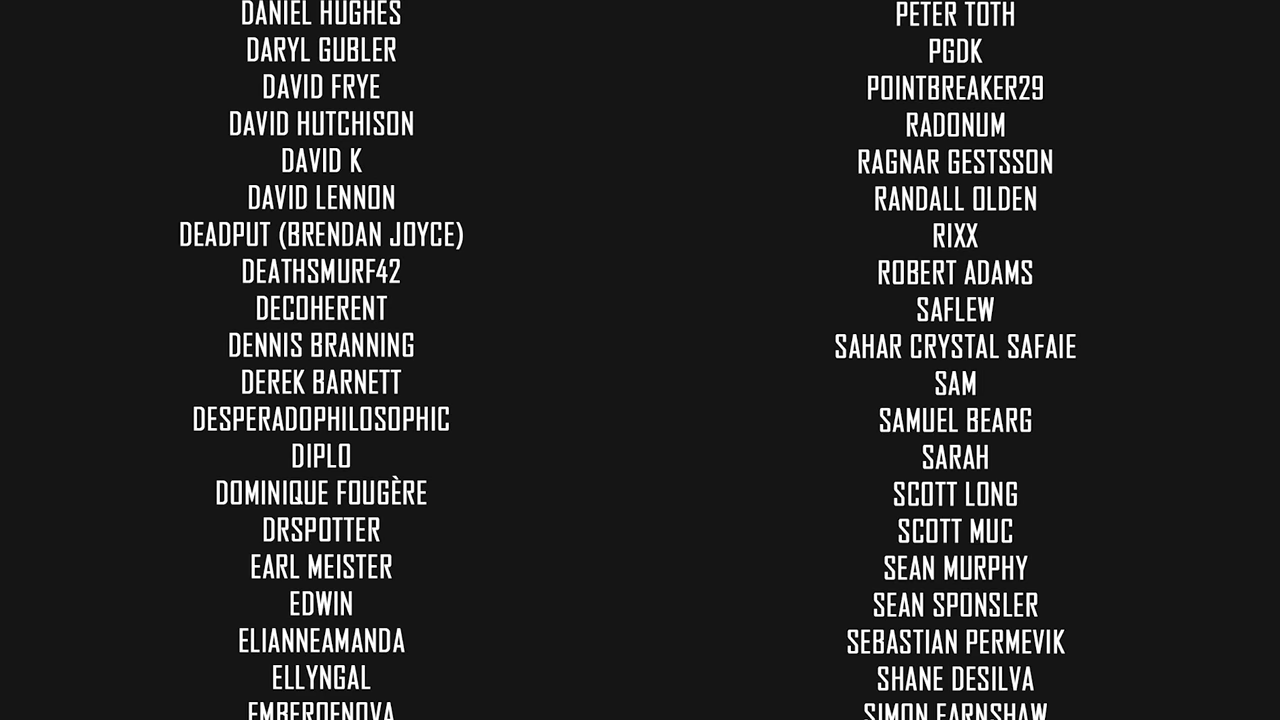 DANIEL HUGHES
DARYL GUBLER
DAVID FRYE
DAVID HUTCHISON
DAVID K
DAVID LENNON
DEADPUT (BRENDAN JOYCE)
DEATHSMURF42
DECOHERENT
DENNIS BRANNING
DEREK BARNETT
DESPERADOPHILOSOPHIC
DIPLO
DOMINIQUE FOUGÈRE
DRSPOTTER
EARL MEISTER
EDWIN
ELIANNEAMANDA
ELLYNGAL
EMBERDENOVA
PETER TOTH
PGDK
POINTBREAKER29
RADONUM
RAGNAR GESTSSON
RANDALL OLDEN
RIXX
ROBERT ADAMS
SAFLEW
SAHAR CRYSTAL SAFAIE
SAM
SAMUEL BEARG
SARAH
SCOTT LONG
SCOTT MUC
SEAN MURPHY
SEAN SPONSLER
SEBASTIAN PERMEVIK
SHANE DESILVA
SIMON EARNSHAW